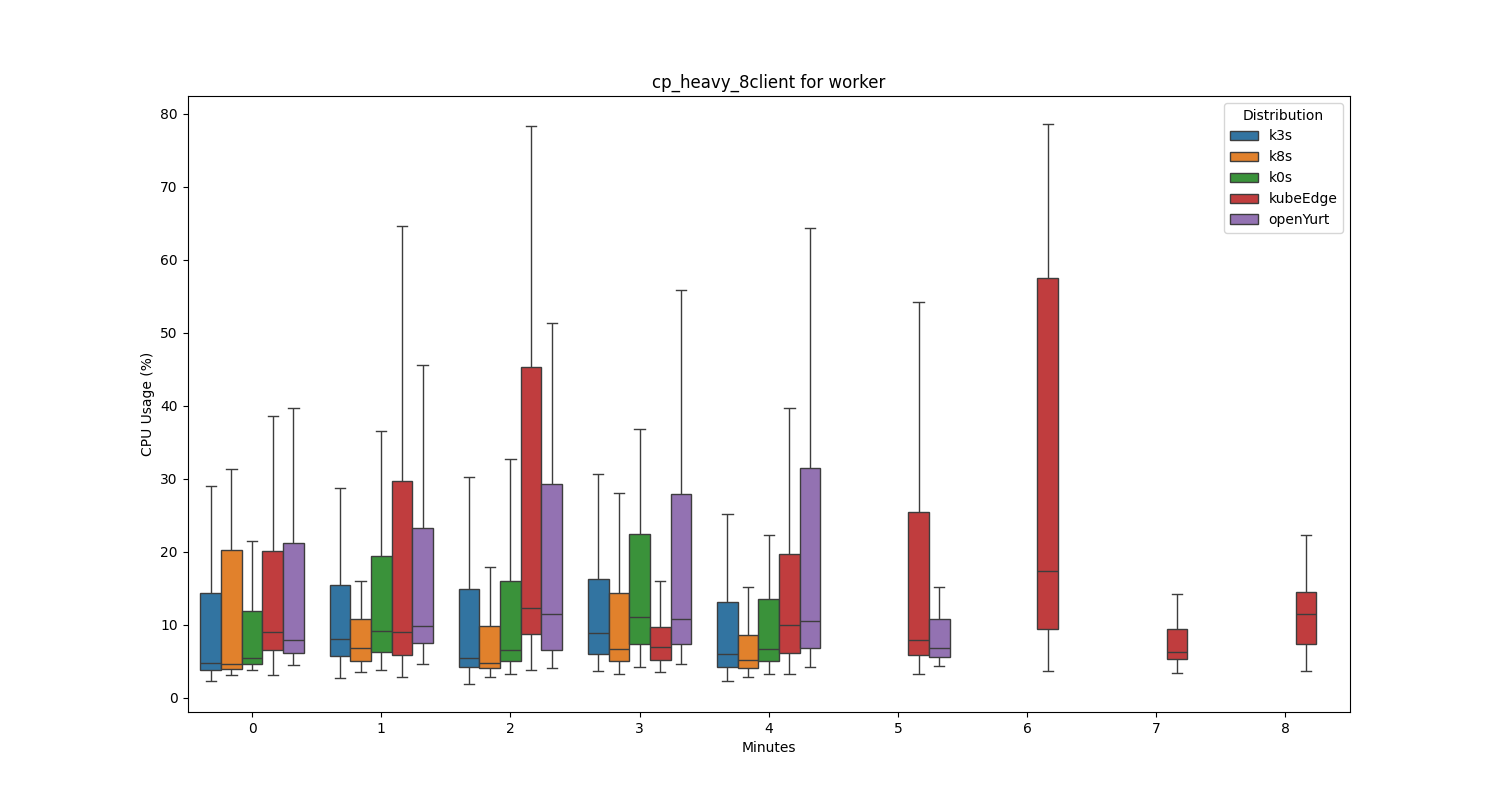 cp_heavy_8client for worker
CPU Usage (%)
80
70
60
50
40
30
20
10
0
Distribution
k3s
k8s
k0s
kubeEdge
openYurt
0 1 2 3 4 5 6 7 8
Minutes